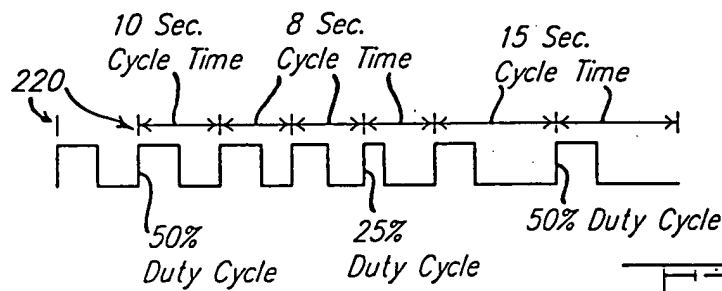 10 Sec.
Cycle Time
8 Sec.
Cycle Time
15 Sec.
Cycle Time
220
50%
Duty Cycle
25%
Duty Cycle
50% Duty Cycle